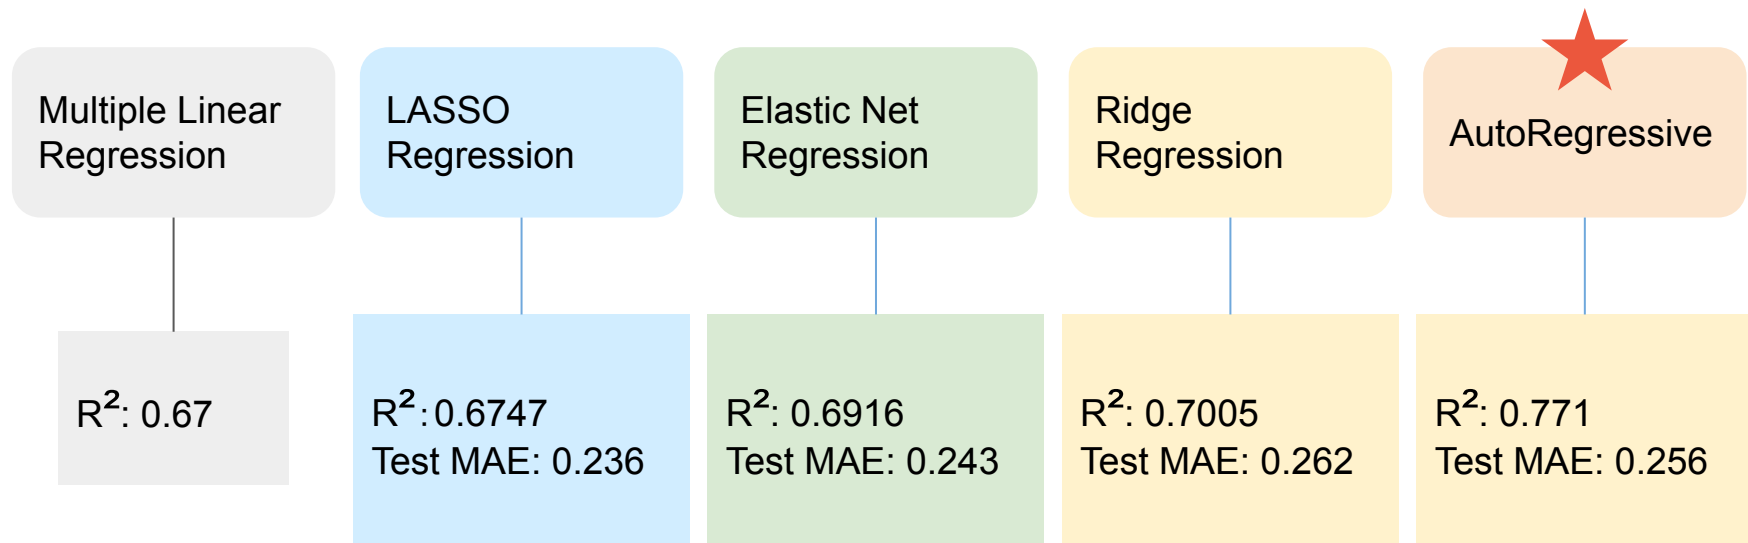 Multiple Linear
Regression
LASSO
Regression
Elastic Net
Regression
Ridge
Regression
AutoRegressive
R²: 0.67
R²: 0.6747
Test MAE: 0.236
R²: 0.6916
Test MAE: 0.243
R²: 0.7005
Test MAE: 0.262
R²: 0.771
Test MAE: 0.256